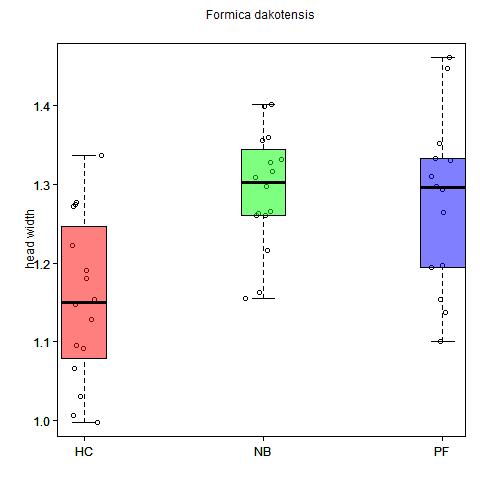 Formica dakotensis
head width
1.4
1.3
1.2
1.1
1.0
HC NB PF